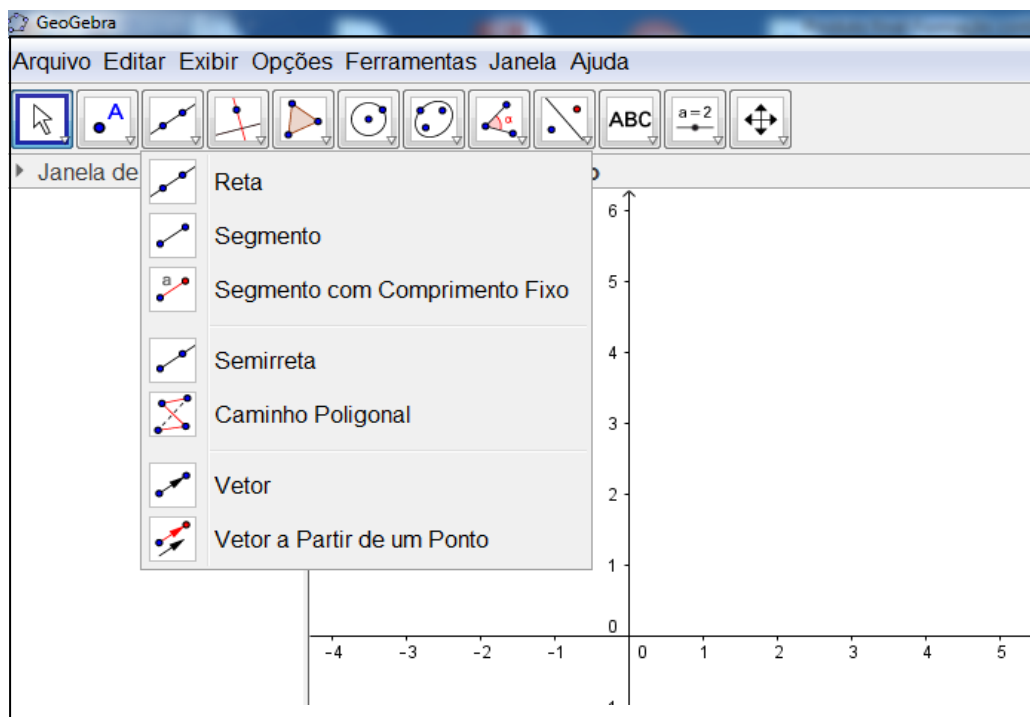 GeoGebra
Arquivo Editar Exibir Opções Ferramentas Janela Ajuda
A
α
ABC
a=2
Janela de
Reta
Segmento
a
Segmento com Comprimento Fixo
Semirreta
Caminho Poligonal
Vetor
Vetor a Partir de um Ponto
6
5
4
3
2
1
0
-4 -3 -2 -1 0 1 2 3 4 5